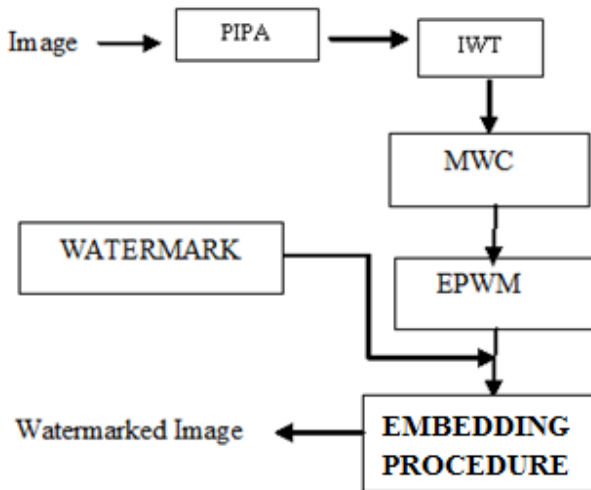 Image
PIPA
IWT
MWC
WATERMARK
EPWM
Watermarked Image
EMBEDDING
PROCEDURE